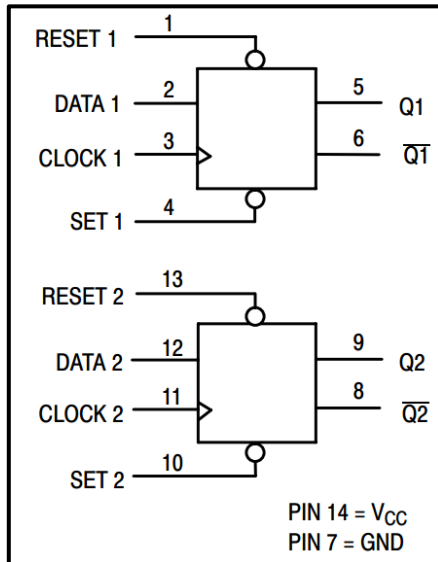 RESET 1 1
DATA 1 2 5 Q1
CLOCK 1 3 6 Q1
SET 1 4
RESET 2 13
DATA 2 12 9 Q2
CLOCK 2 11 8 Q2
SET 2 10
PIN 14 = VCC
PIN 7 = GND